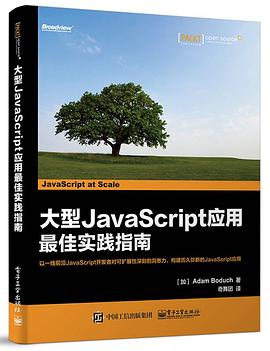 Broadview
[PACKT]
open source
大型JavaScript应用最佳实践指南
JavaScript at Scale
大型JavaScript应用
最佳实践指南
以一线前沿JavaScript开发者对可扩展性深刻的洞察力，构建历久弥新的JavaScript应用
[加] Adam Boduch 著
奇舞团 译
中国工信出版集团
电子工业出版社
电子工业出版社